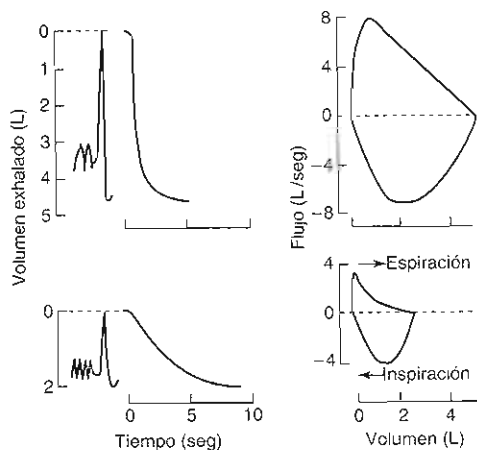 Volumen exhalado (L)
0
1
2
3
4
5
8
4
0
-4
-8
Flujo (L/seg)
0
2
0 5 10
Tiempo (seg)
4
0
-4
Espiración
Inspiración
0 2 4
Volumen (L)